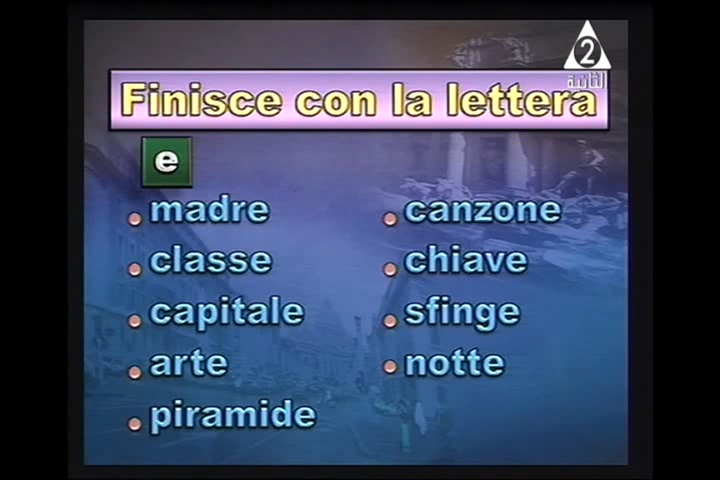 2
الثانية
Finisce con la lettera
e
madre
classe
capitale
arte
piramide
canzone
chiave
sfinge
notte